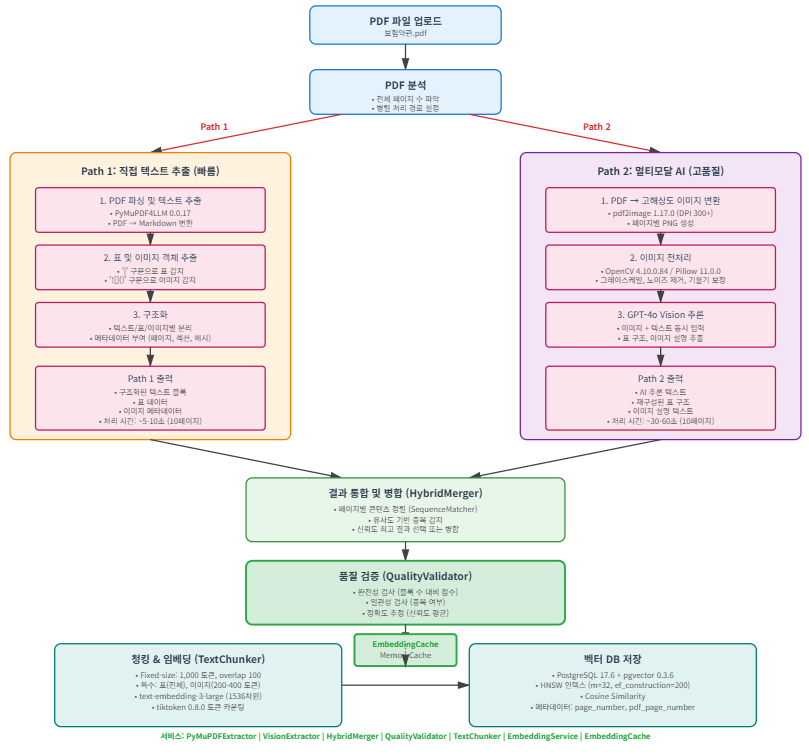 PDF 파일 업로드
보험약관.pdf
PDF 분석
• 전체 페이지 수 파악
• 병렬 처리 경로 설정
Path 1
Path 2
Path 1: 직접 텍스트 추출 (빠름)
1. PDF 파싱 및 텍스트 추출
• PyMuPDF4LLM 0.0.17
• PDF → Markdown 변환
2. 표 및 이미지 객체 추출
• '|' 구문으로 표 감지
• '![]()' 구문으로 이미지 감지
3. 구조화
• 텍스트/표/이미지별 분리
• 메타데이터 부여 (페이지, 섹션, 해시)
Path 1 출력
• 구조화된 텍스트 블록
• 표 데이터
• 이미지 메타데이터
• 처리 시간: ~5-10초 (10페이지)
Path 2: 멀티모달 AI (고품질)
1. PDF → 고해상도 이미지 변환
• pdf2image 1.17.0 (DPI 300+)
• 페이지별 PNG 생성
2. 이미지 전처리
• OpenCV 4.10.0.84 / Pillow 11.0.0
• 그레이스케일, 노이즈 제거, 기울기 보정
3. GPT-4o Vision 추론
• 이미지 + 텍스트 동시 입력
• 표 구조, 이미지 설명 추출
Path 2 출력
• AI 추론 텍스트
• 재구성된 표 구조
• 이미지 설명 텍스트
• 처리 시간: ~30-60초 (10페이지)
결과 통합 및 병합 (HybridMerger)
• 페이지별 콘텐츠 정렬 (SequenceMatcher)
• 유사도 기반 중복 감지
• 신뢰도 최고 결과 선택 또는 병합
품질 검증 (QualityValidator)
• 완전성 검사 (블록 수 대비 점수)
• 일관성 검사 (중복 여부)
• 정확도 추정 (신뢰도 평균)
EmbeddingCache
Memory Cache
청킹 & 임베딩 (TextChunker)
• Fixed-size: 1,000 토큰, overlap 100
• 특수: 표(전체), 이미지(200-400 토큰)
• text-embedding-3-large (1536차원)
• tiktoken 0.8.0 토큰 카운팅
벡터 DB 저장
• PostgreSQL 17.6 + pgvector 0.3.6
• HNSW 인덱스 (m=32, ef_construction=200)
• Cosine Similarity
• 메타데이터: page_number, pdf_page_number
서비스: PyMuPDFExtractor | VisionExtractor | HybridMerger | QualityValidator | TextChunker | EmbeddingService | EmbeddingCache